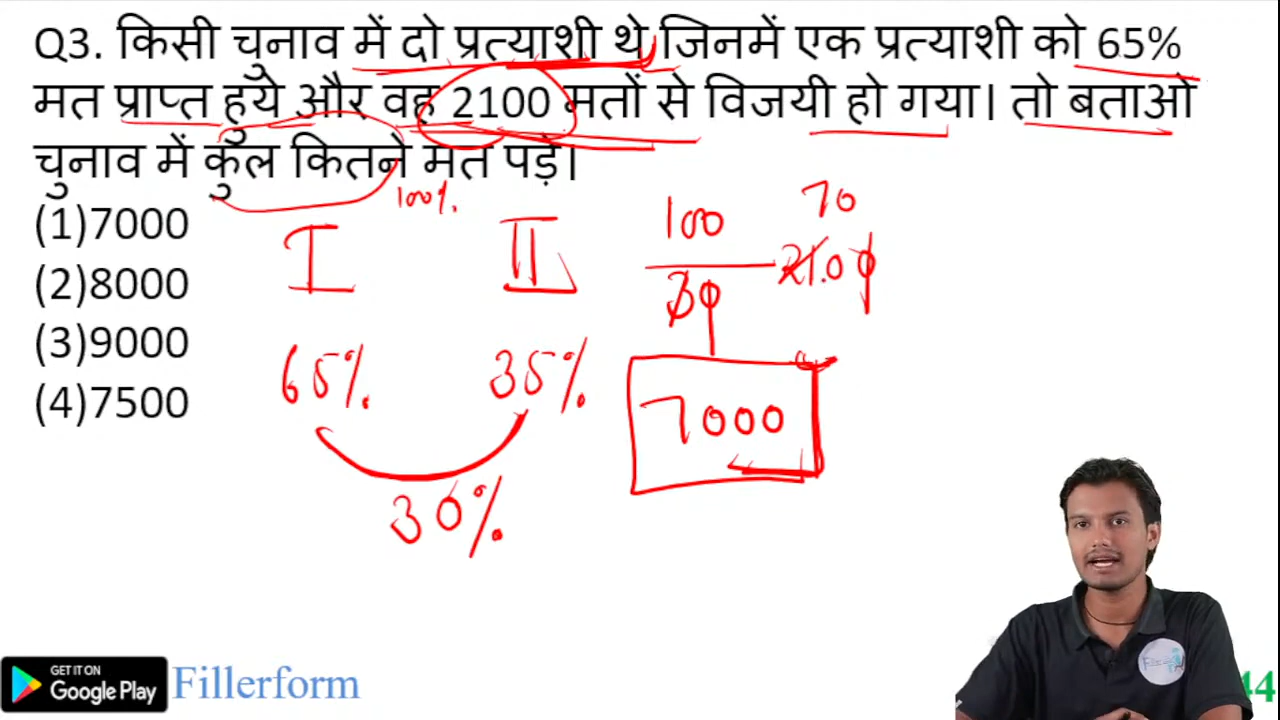 Q3. किसी चुनाव में दो प्रत्याशी थे जिनमें एक प्रत्याशी को 65%
मत प्राप्त हुये और वह 2100 मतों से विजयी हो गया। तो बताओ
चुनाव में कुल कितने मत पड़े।
100%
(1)7000
(2)8000
(3)9000
(4)7500
I II
65% 35%
30%
70
100 2100
30
7000
GET IT ON
Google Play
Fillerform
44